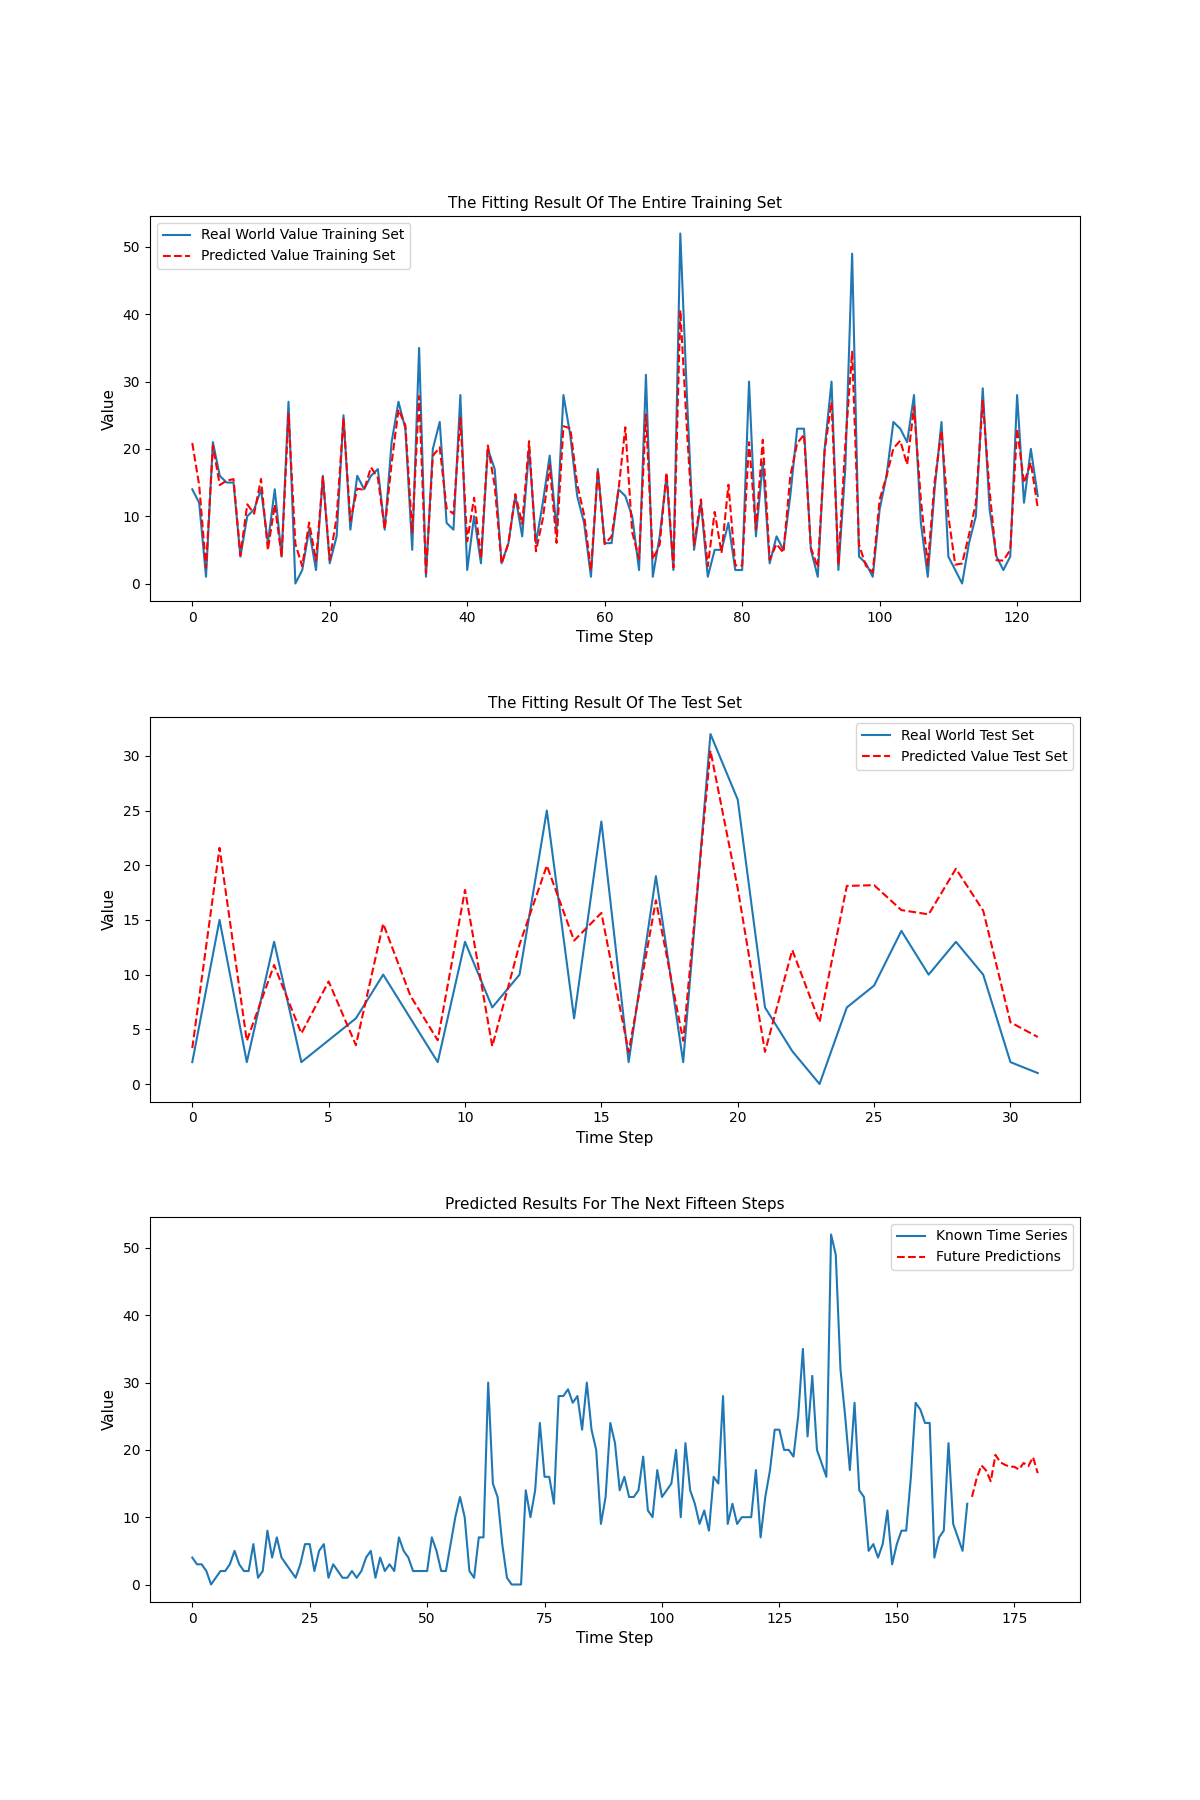 The Fitting Result Of The Entire Training Set
Real World Value Training Set
Predicted Value Training Set
Value
50
40
30
20
10
0
0 20 40 60 80 100 120
Time Step
The Fitting Result Of The Test Set
Real World Test Set
Predicted Value Test Set
Value
30
25
20
15
10
5
0
0 5 10 15 20 25 30
Time Step
Predicted Results For The Next Fifteen Steps
Known Time Series
Future Predictions
Value
50
40
30
20
10
0
0 25 50 75 100 125 150 175
Time Step